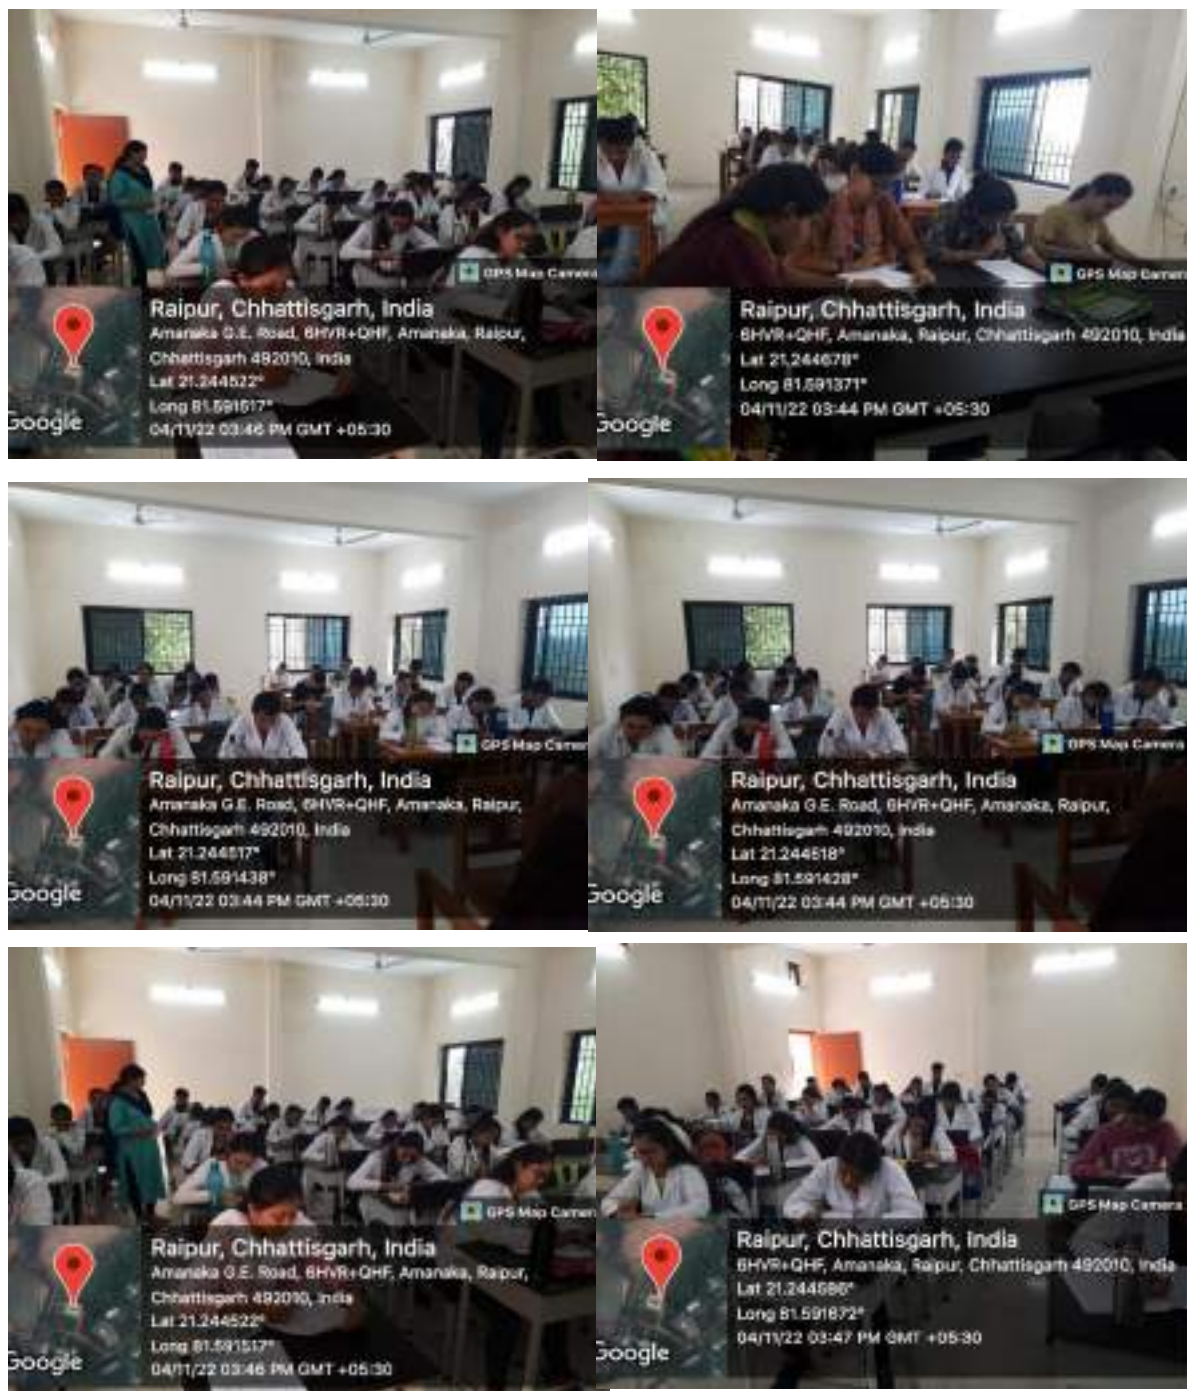 GPS Map Camera
Raipur, Chhattisgarh, India
Amanaka G.E. Road, 6HVR+QHF, Amanaka, Raipur,
Chhattisgarh 492010, India
Lat 21.244522°
Long 81.591517°
04/11/22 03:46 PM GMT +05:30
Google
GPS Map Camera
Raipur, Chhattisgarh, India
6HVR+QHF, Amanaka, Raipur, Chhattisgarh 492010, India
Lat 21.244678°
Long 81.591371°
04/11/22 03:44 PM GMT +05:30
Google
GPS Map Camer
Raipur, Chhattisgarh, India
Amanaka G.E. Road, 6HVR+QHF, Amanaka, Raipur,
Chhattisgarh 492010, India
Lat 21.244517°
Long 81.591438°
04/11/22 03:44 PM GMT +05:30
Google
GPS Map Camera
Raipur, Chhattisgarh, India
Amanaka G.E. Road, 6HVR+QHF, Amanaka, Raipur,
Chhattisgarh 492010, India
Lat 21.244518°
Long 81.591428°
04/11/22 03:44 PM GMT +05:30
Google
GPS Map Camer
Raipur, Chhattisgarh, India
Amanaka G.E. Road, 6HVR+QHF, Amanaka, Raipur,
Chhattisgarh 492010, India
Lat 21.244522°
Long 81.591517°
04/11/22 03:46 PM GMT +05:30
Google
GPS Map Camera
Raipur, Chhattisgarh, India
6HVR+QHF, Amanaka, Raipur, Chhattisgarh 492010, India
Lat 21.244596°
Long 81.591672°
04/11/22 03:47 PM GMT +05:30
Google